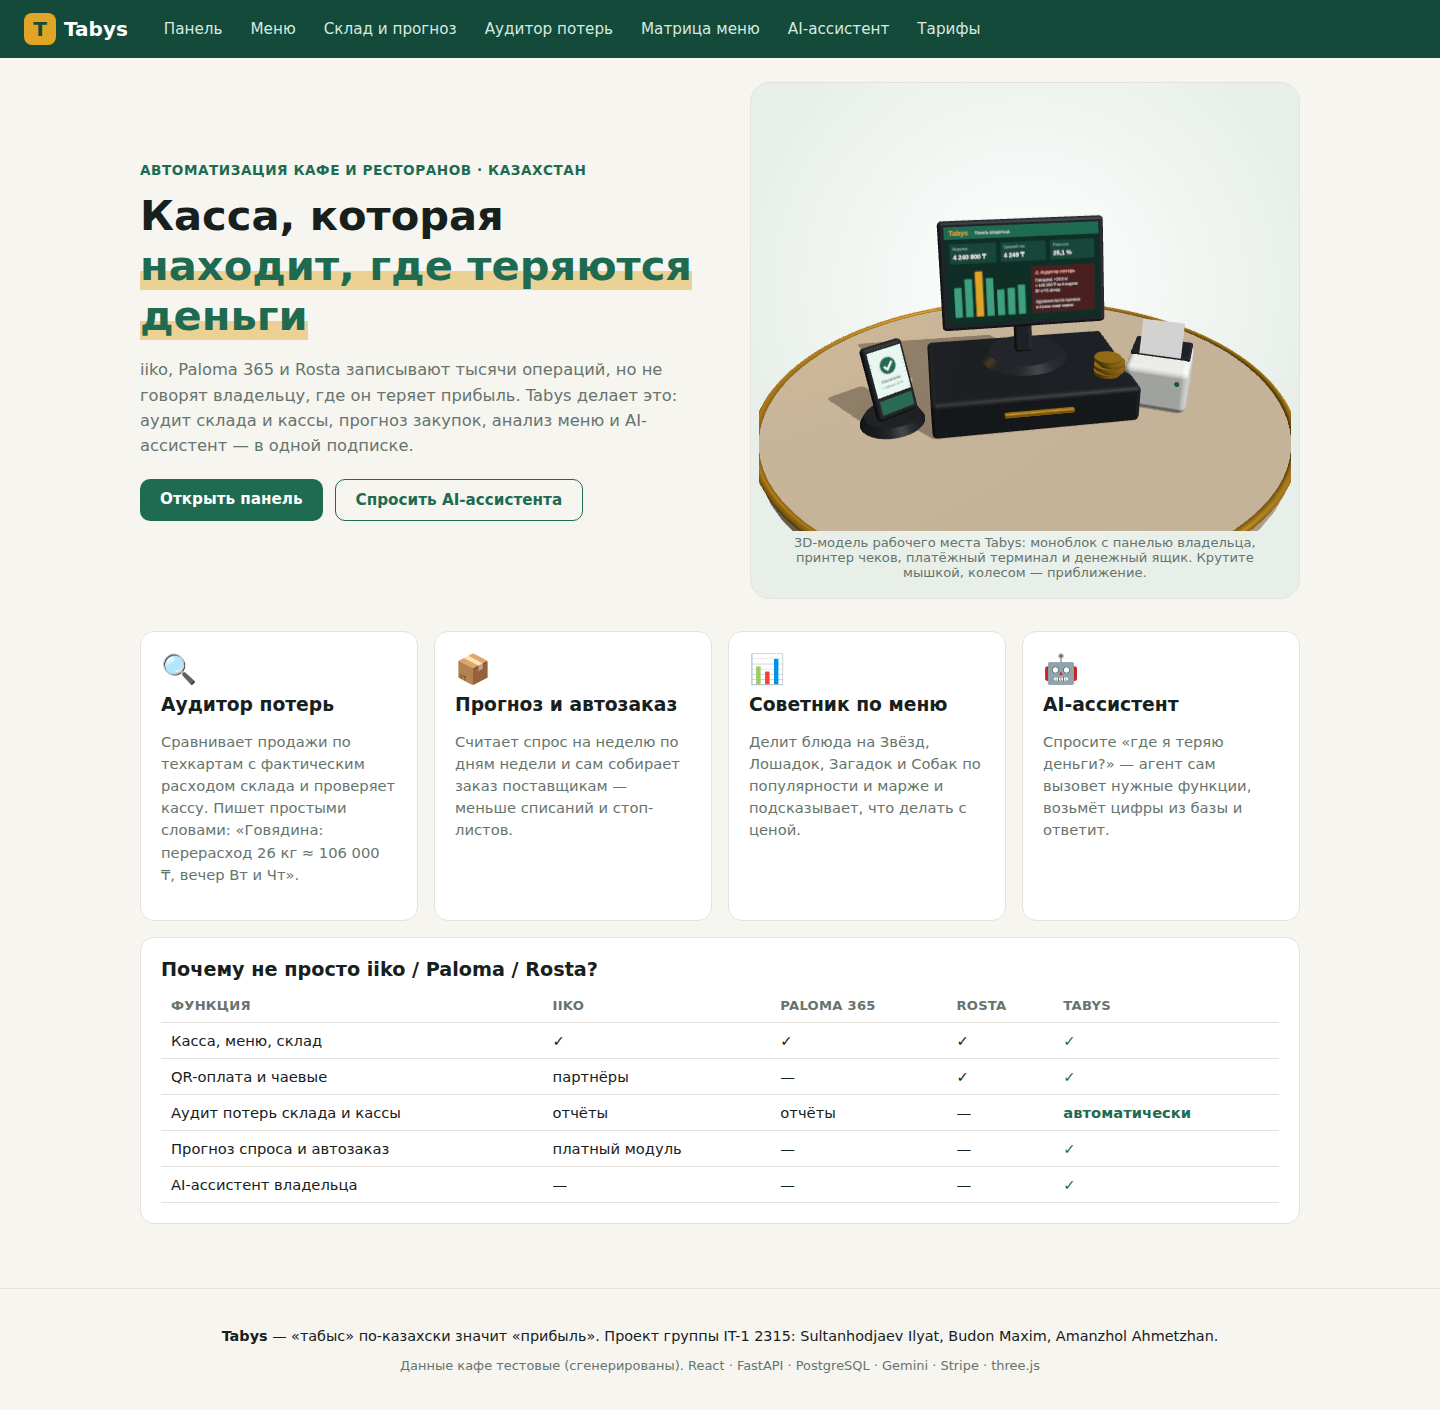 T Tabys
Панель
Меню
Склад и прогноз
Аудитор потерь
Матрица меню
AI-ассистент
Тарифы
АВТОМАТИЗАЦИЯ КАФЕ И РЕСТОРАНОВ · КАЗАХСТАН
Касса, которая
находит, где теряются
деньги
iiko, Paloma 365 и Rosta записывают тысячи операций, но не
говорят владельцу, где он теряет прибыль. Tabys делает это:
аудит склада и кассы, прогноз закупок, анализ меню и AI-
ассистент — в одной подписке.
Открыть панель
Спросить AI-ассистента
Tabys Панель владельца
4 249 ₸
25,1 %
⚠ Аудитор потерь
3D-модель рабочего места Tabys: моноблок с панелью владельца,
принтер чеков, платёжный терминал и денежный ящик. Крутите
мышкой, колесом — приближение.
Аудитор потерь
Сравнивает продажи по
техкартам с фактическим
расходом склада и проверяет
кассу. Пишет простыми
словами: «Говядина:
перерасход 26 кг ≈ 106 000
₸, вечер Вт и Чт».
Прогноз и автозаказ
Считает спрос на неделю по
дням недели и сам собирает
заказ поставщикам —
меньше списаний и стоп-
листов.
Советник по меню
Делит блюда на Звёзд,
Лошадок, Загадок и Собак по
популярности и марже и
подсказывает, что делать с
ценой.
AI-ассистент
Спросите «где я теряю
деньги?» — агент сам
вызовет нужные функции,
возьмёт цифры из базы и
ответит.
Почему не просто iiko / Paloma / Rosta?
ФУНКЦИЯ IIKO PALOMA 365 ROSTA TABYS
Касса, меню, склад ✓ ✓ ✓ ✓
QR-оплата и чаевые партнёры — ✓ ✓
Аудит потерь склада и кассы отчёты отчёты — автоматически
Прогноз спроса и автозаказ платный модуль — — ✓
AI-ассистент владельца — — — ✓
Tabys — «табыс» по-казахски значит «прибыль». Проект группы IT-1 2315: Sultanhodjaev Ilyat, Budon Maxim, Amanzhol Ahmetzhan.
Данные кафе тестовые (сгенерированы). React · FastAPI · PostgreSQL · Gemini · Stripe · three.js